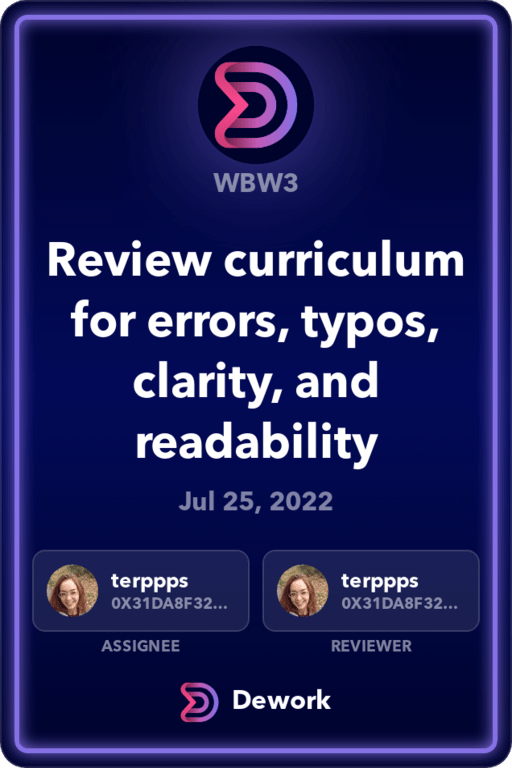 WBW3
Review curriculum
for errors, typos,
clarity, and
readability
Jul 25, 2022
terppps
0X31DA8F32...
ASSIGNEE
terppps
0X31DA8F32...
REVIEWER
Dework